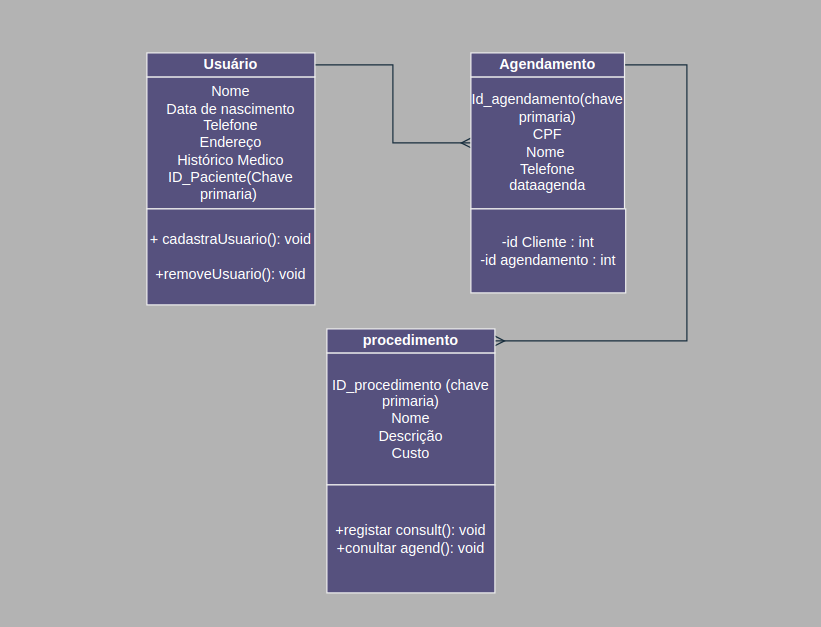 Usuário
Nome
Data de nascimento
Telefone
Endereço
Histórico Medico
ID_Paciente(Chave
primaria)
+ cadastraUsuario(): void
+removeUsuario(): void
Agendamento
Id_agendamento(chave
primaria)
CPF
Nome
Telefone
dataagenda
-id Cliente : int
-id agendamento : int
procedimento
ID_procedimento (chave
primaria)
Nome
Descrição
Custo
+registar consult(): void
+conultar agend(): void